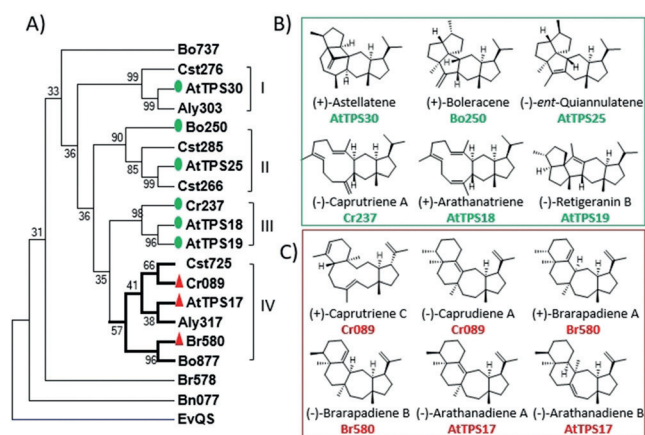 A)
Bo737
Cst276
AtTPS30
Aly303
Bo250
Cst285
AtTPS25
Cst266
Cr237
AtTPS18
AtTPS19
Cst725
Cr089
AtTPS17
Aly317
Br580
Bo877
Br578
Bn077
EvQS
33
99
99
36
90
85
99
36
98
96
35
66
41
38
57
96
31
I
II
III
IV
B)
H
H
H
H
H
H
(+)-Astellatene (+)-Boleracene (-)-ent-Quiannulatene
AtTPS30 Bo250 AtTPS25
H
H
H
H
H
H
(-)-Caprutriene A (+)-Arathanatriene (-)-Retigeranin B
Cr237 AtTPS18 AtTPS19
C)
H
H
H
H
H
(+)-Caprutriene C (-)-Caprudiene A (+)-Brarapadiene A
Cr089 Cr089 Br580
H
H
H
H
(-)-Brarapadiene B (-)-Arathanadiene A (-)-Arathanadiene B
Br580 AtTPS17 AtTPS17